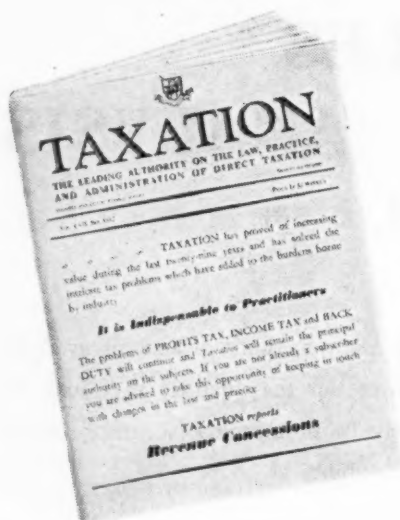 TAXATION
THE LEADING AUTHORITY ON THE LAW, PRACTICE,
AND ADMINISTRATION OF DIRECT TAXATION
TAXATION has proved of increasing
value during the last twenty-nine years and has solved the
intricate tax problems which have added to the burdens borne
by industry
It is Indispensable to Practitioners
The problems of PROFITS TAX, INCOME TAX and BACK
DUTY will continue and Taxation will remain the principal
authority on the subjects. If you are not already a subscriber
you are advised to take this opportunity of keeping in touch
with changes in the law and practice
TAXATION reports
Revenue Concessions